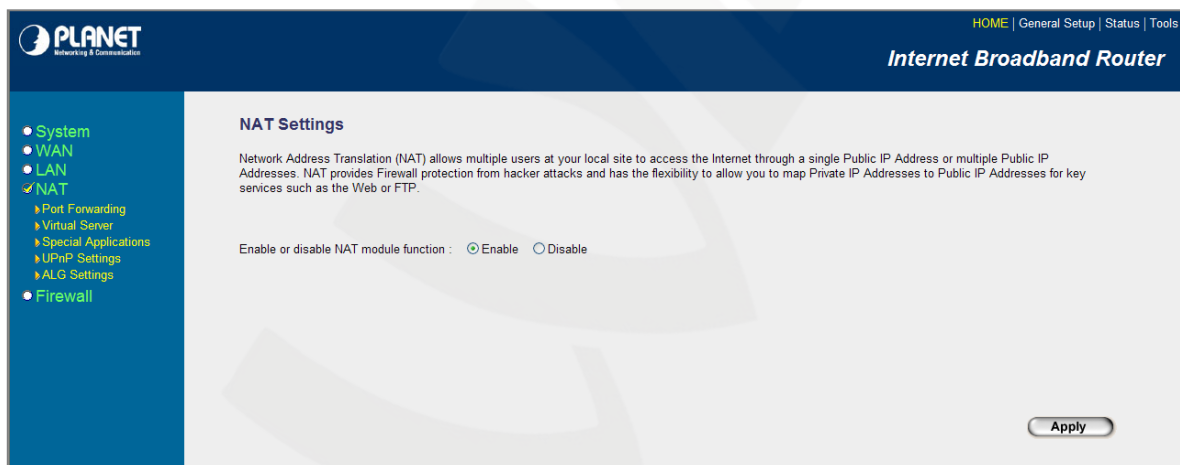 PLANET
Networking & Communication
HOME | General Setup | Status | Tools
Internet Broadband Router
System
WAN
LAN
NAT
Port Forwarding
Virtual Server
Special Applications
UPnP Settings
ALG Settings
Firewall
NAT Settings
Network Address Translation (NAT) allows multiple users at your local site to access the Internet through a single Public IP Address or multiple Public IP
Addresses. NAT provides Firewall protection from hacker attacks and has the flexibility to allow you to map Private IP Addresses to Public IP Addresses for key
services such as the Web or FTP.
Enable or disable NAT module function : Enable Disable
Apply